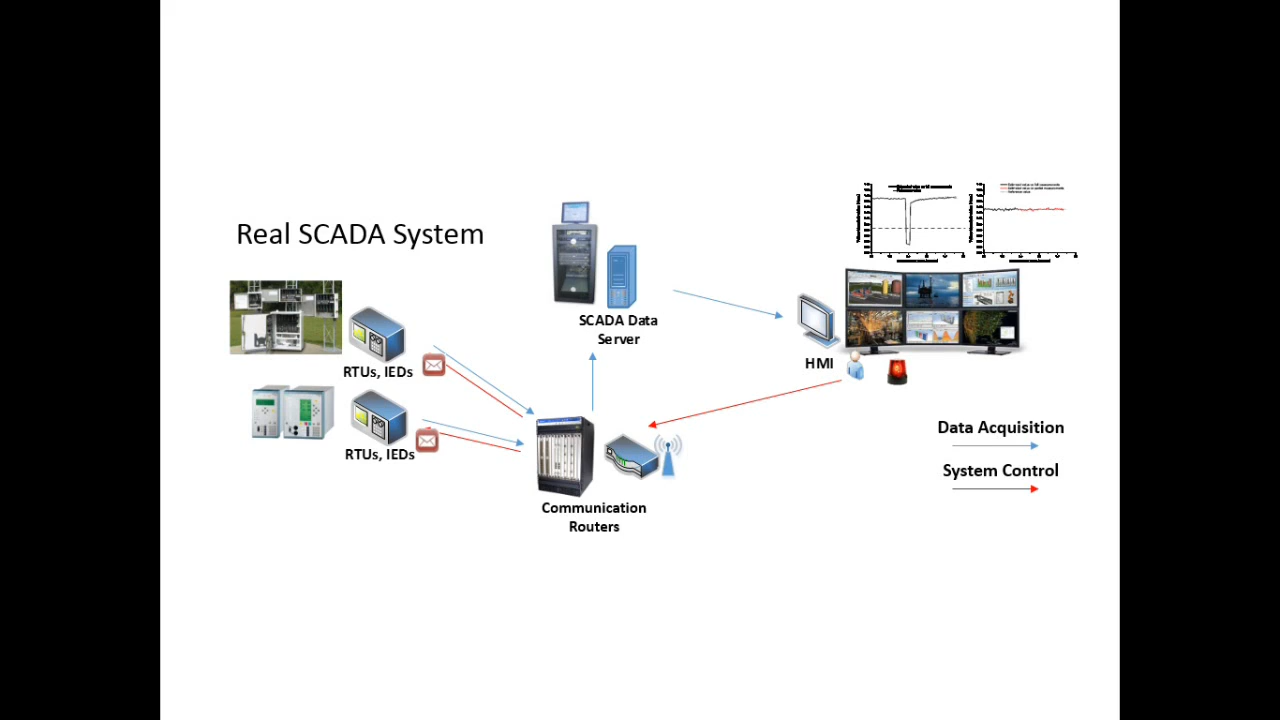 Real SCADA System
SCADA Data
Server
HMI
RTUs, IEDs
RTUs, IEDs
Communication
Routers
Data Acquisition
System Control